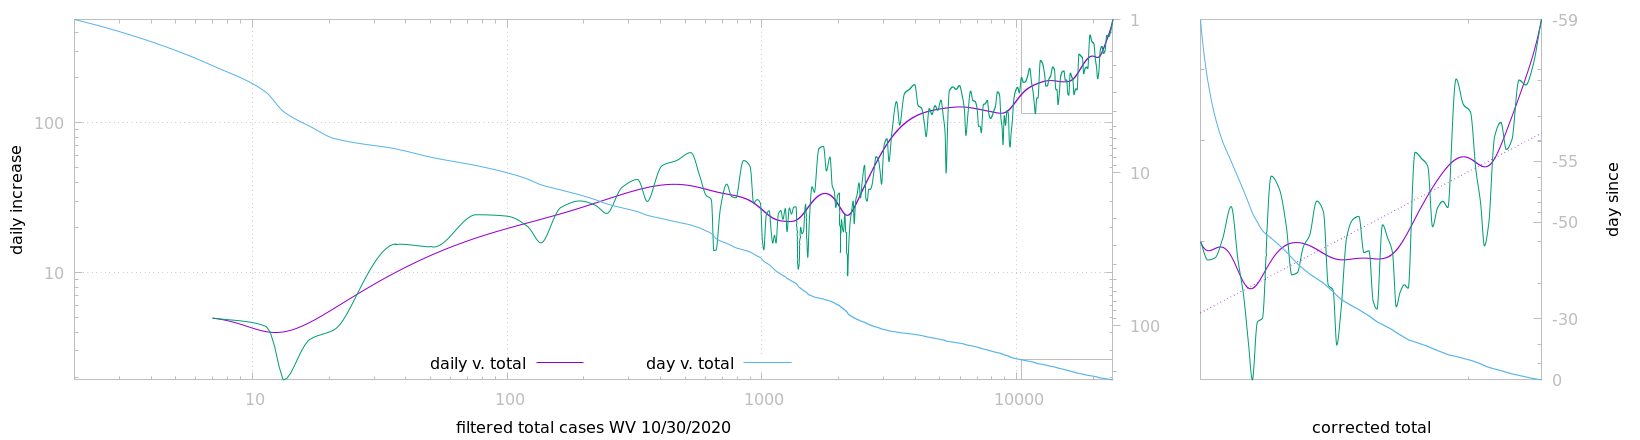 daily increase
100
10
10
100
1000
10000
1
10
100
daily v. total
day v. total
filtered total cases WV 10/30/2020
-59
-55
-50
-30
0
day since
corrected total